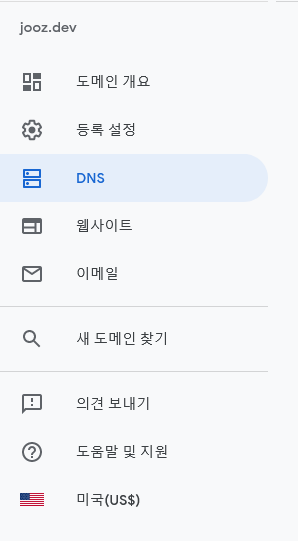 jooz.dev
도메인 개요
등록 설정
DNS
웹사이트
이메일
새 도메인 찾기
의견 보내기
도움말 및 지원
미국(US$)